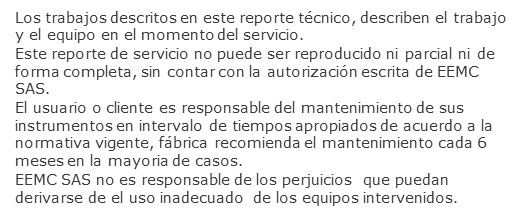 Los trabajos descritos en este reporte técnico, describen el trabajo
y el equipo en el momento del servicio.
Este reporte de servicio no puede ser reproducido ni parcial ni de
forma completa, sin contar con la autorización escrita de EEMC
SAS.
El usuario o cliente es responsable del mantenimiento de sus
instrumentos en intervalo de tiempos apropiados de acuerdo a la
normativa vigente, fábrica recomienda el mantenimiento cada 6
meses en la mayoria de casos.
EEMC SAS no es responsable de los perjuicios que puedan
derivarse de el uso inadecuado de los equipos intervenidos.